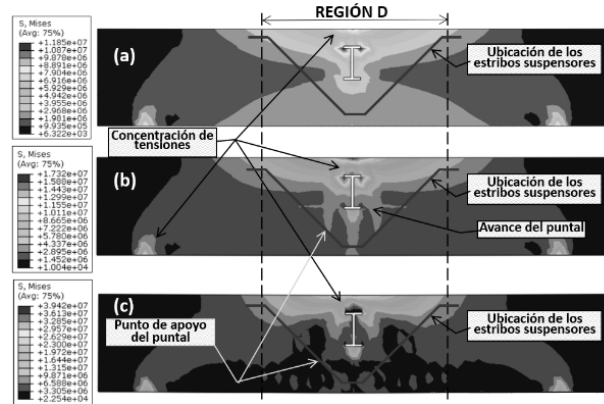 REGIÓN D
S, Mises
(Avg: 75%)
+1.185e+07
+1.087e+07
+9.878e+06
+8.891e+06
+7.904e+06
+6.916e+06
+5.929e+06
+4.942e+06
+3.955e+06
+2.968e+06
+1.981e+06
+9.935e+05
+6.322e+03
(a)
Ubicación de los
estribos suspensores
Concentración de
tensiones
S, Mises
(Avg: 75%)
+1.732e+07
+1.588e+07
+1.443e+07
+1.299e+07
+1.155e+07
+1.011e+07
+8.665e+06
+7.222e+06
+5.780e+06
+4.337e+06
+2.895e+06
+1.452e+06
+1.004e+04
(b)
Ubicación de los
estribos suspensores
Avance del puntal
S, Mises
(Avg: 75%)
+3.942e+07
+3.613e+07
+3.285e+07
+2.957e+07
+2.629e+07
+2.300e+07
+1.972e+07
+1.644e+07
+1.315e+07
+9.871e+06
+6.588e+06
+3.305e+06
+2.254e+04
(c)
Punto de apoyo
del puntal
Ubicación de los
estribos suspensores